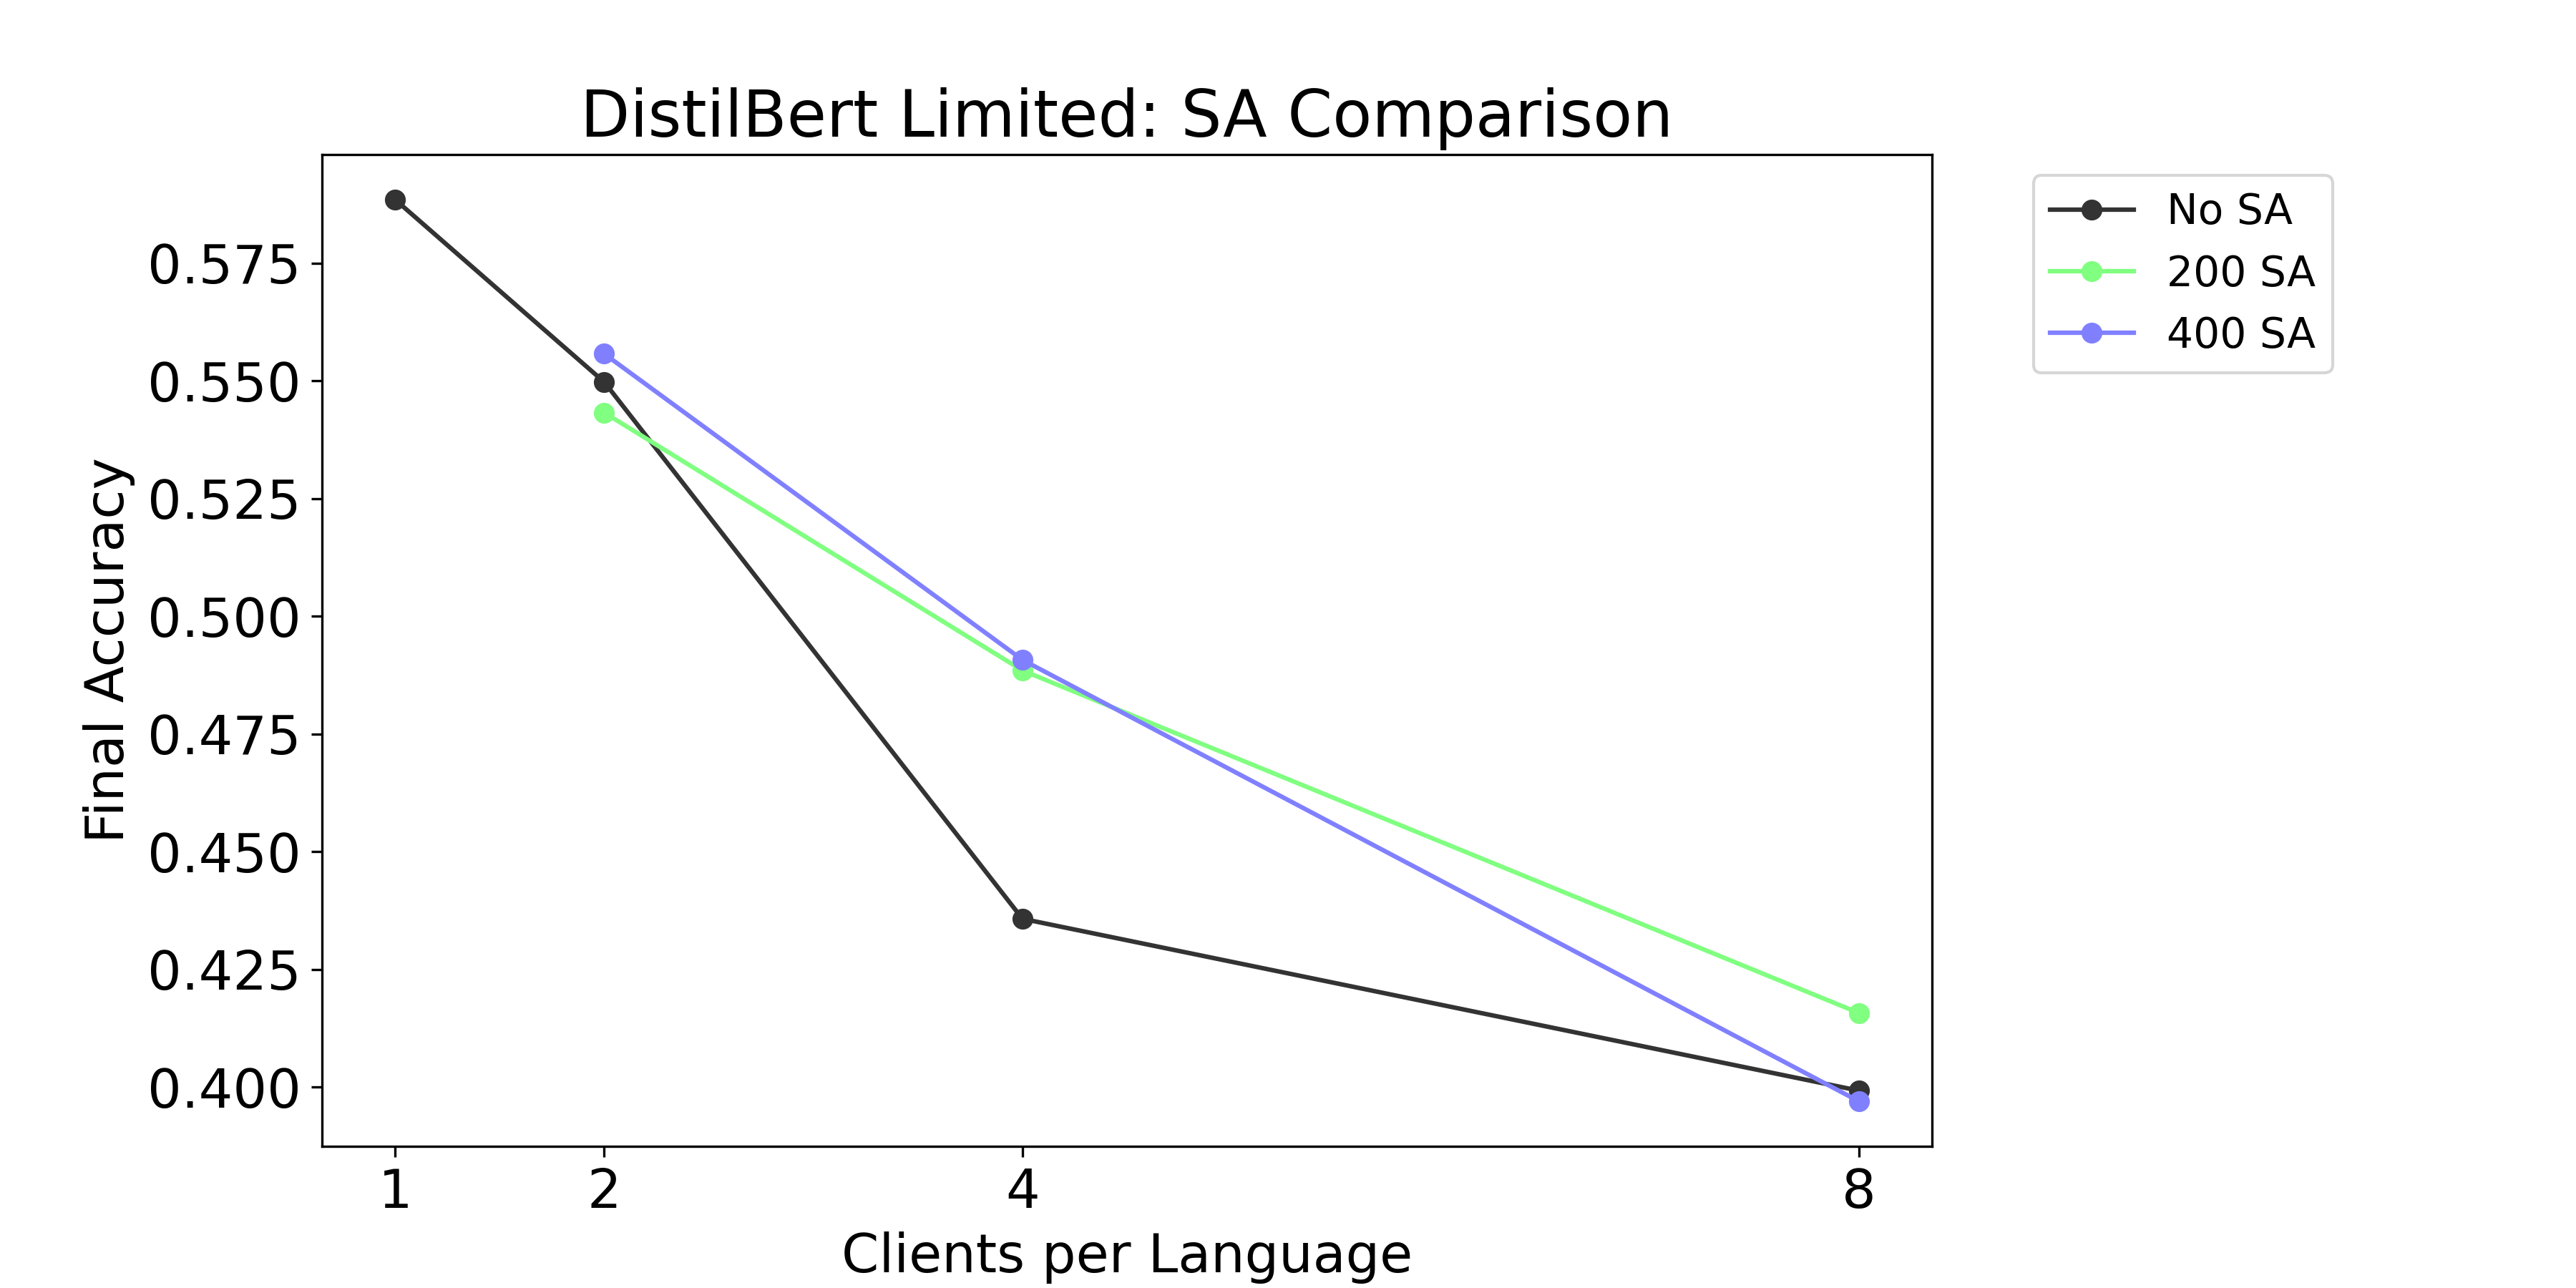 DistilBert Limited: SA Comparison
No SA
200 SA
400 SA
Final Accuracy
0.575
0.550
0.525
0.500
0.475
0.450
0.425
0.400
1
2
4
8
Clients per Language